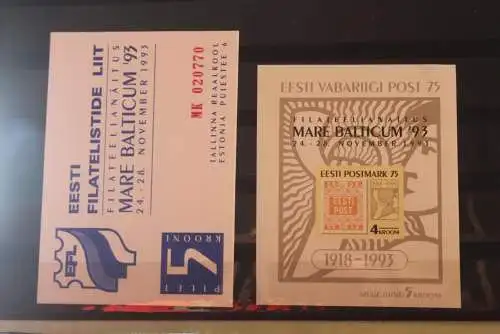 EESTI
FILATELISTIDE LIIT
FILATEELIANÄITUS
MARE BALTICUM '93
24. - 28. NOVEMBER 1993
MK 020770
TALLINNA REAALKOOL
ESTONIA PUIESTEE 6
EFL
PILET
5
KROONI
EESTI VABARIIGI POST 75
FILATEELIANÄITUS
MARE BALTICUM '93
24. - 28. NOVEMBER 1993
EESTI POSTMARK 75
EESTI
POST
4 KROONI
1918-1993
5 KROONI